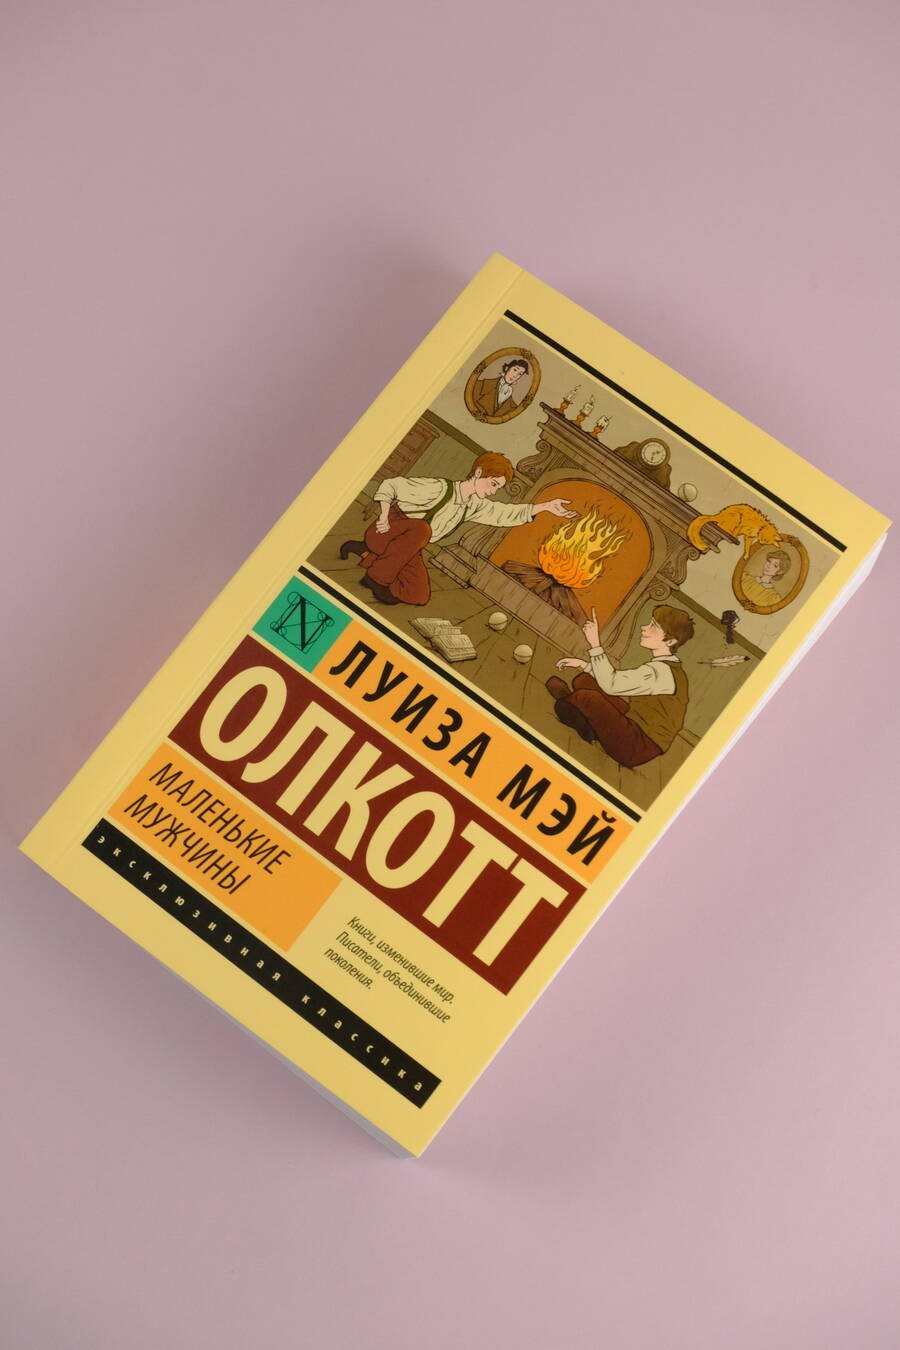 N
ЛУИЗА МЭЙ
ОЛКОТТ
МАЛЕНЬКИЕ
МУЖЧИНЫ
Книги, изменившие мир.
Писатели, объединившие
поколения.
эксклюзивная классика